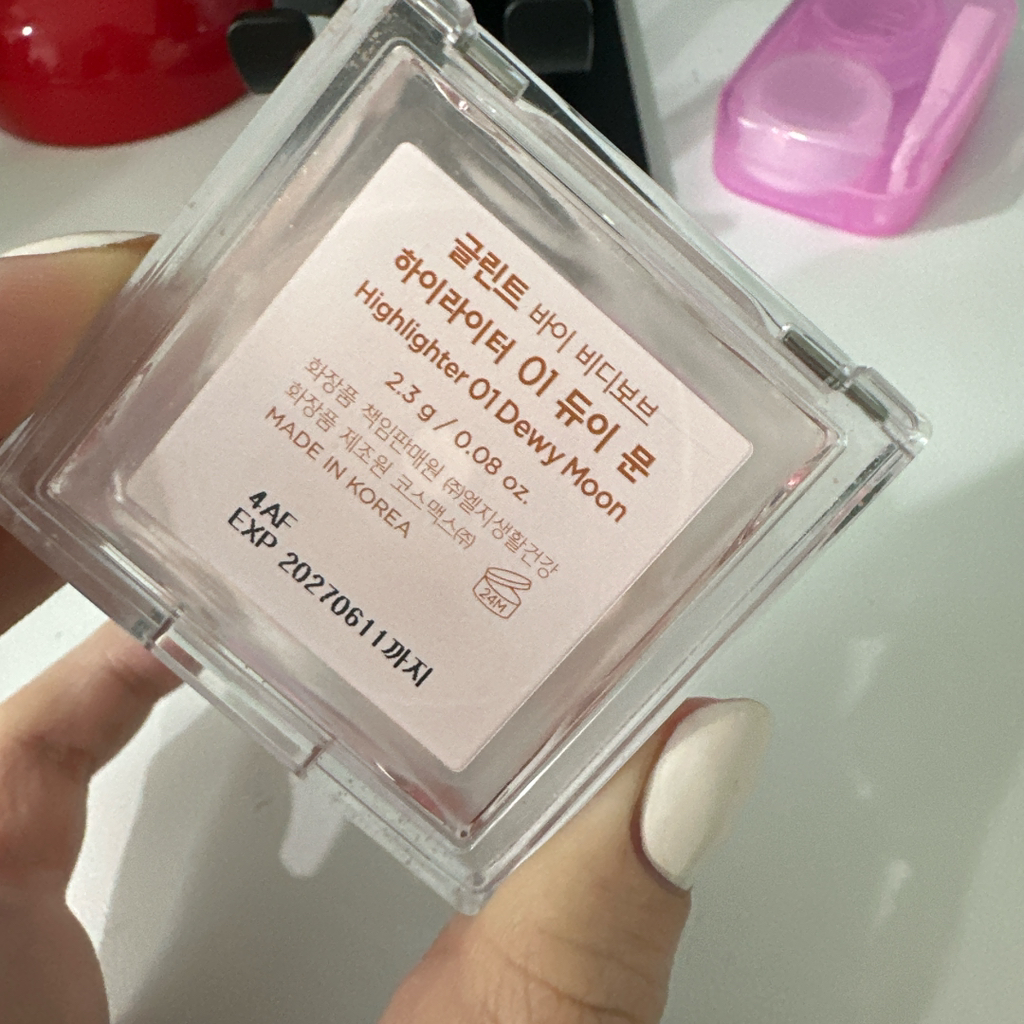 글린트 바이 비디보브
하이라이터 01 듀이 문
Highlighter 01 Dewy Moon
2.3 g / 0.08 oz.
화장품 책임판매원 ㈜엘지생활건강
화장품 제조원 코스맥스㈜
MADE IN KOREA
24M
4AF
EXP 20270611까지